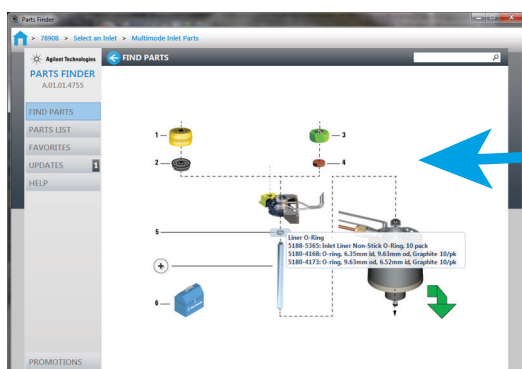 Parts Finder
> 7890B > Select an Inlet > Multimode Inlet Parts
Agilent Technologies
FIND PARTS
PARTS FINDER
A.01.01.4755
FIND PARTS
PARTS LIST
FAVORITES
UPDATES 1
HELP
1
3
2
4
5
Liner O-Ring
5188-5365: Inlet Liner Non-Stick O-Ring, 10 pack
5180-4168: O-ring, 6.35mm id, 9.63mm od, Graphite 10/pk
5180-4173: O-ring, 9.63mm od, 6.52mm id, Graphite 10/pk
+
6
PROMOTIONS